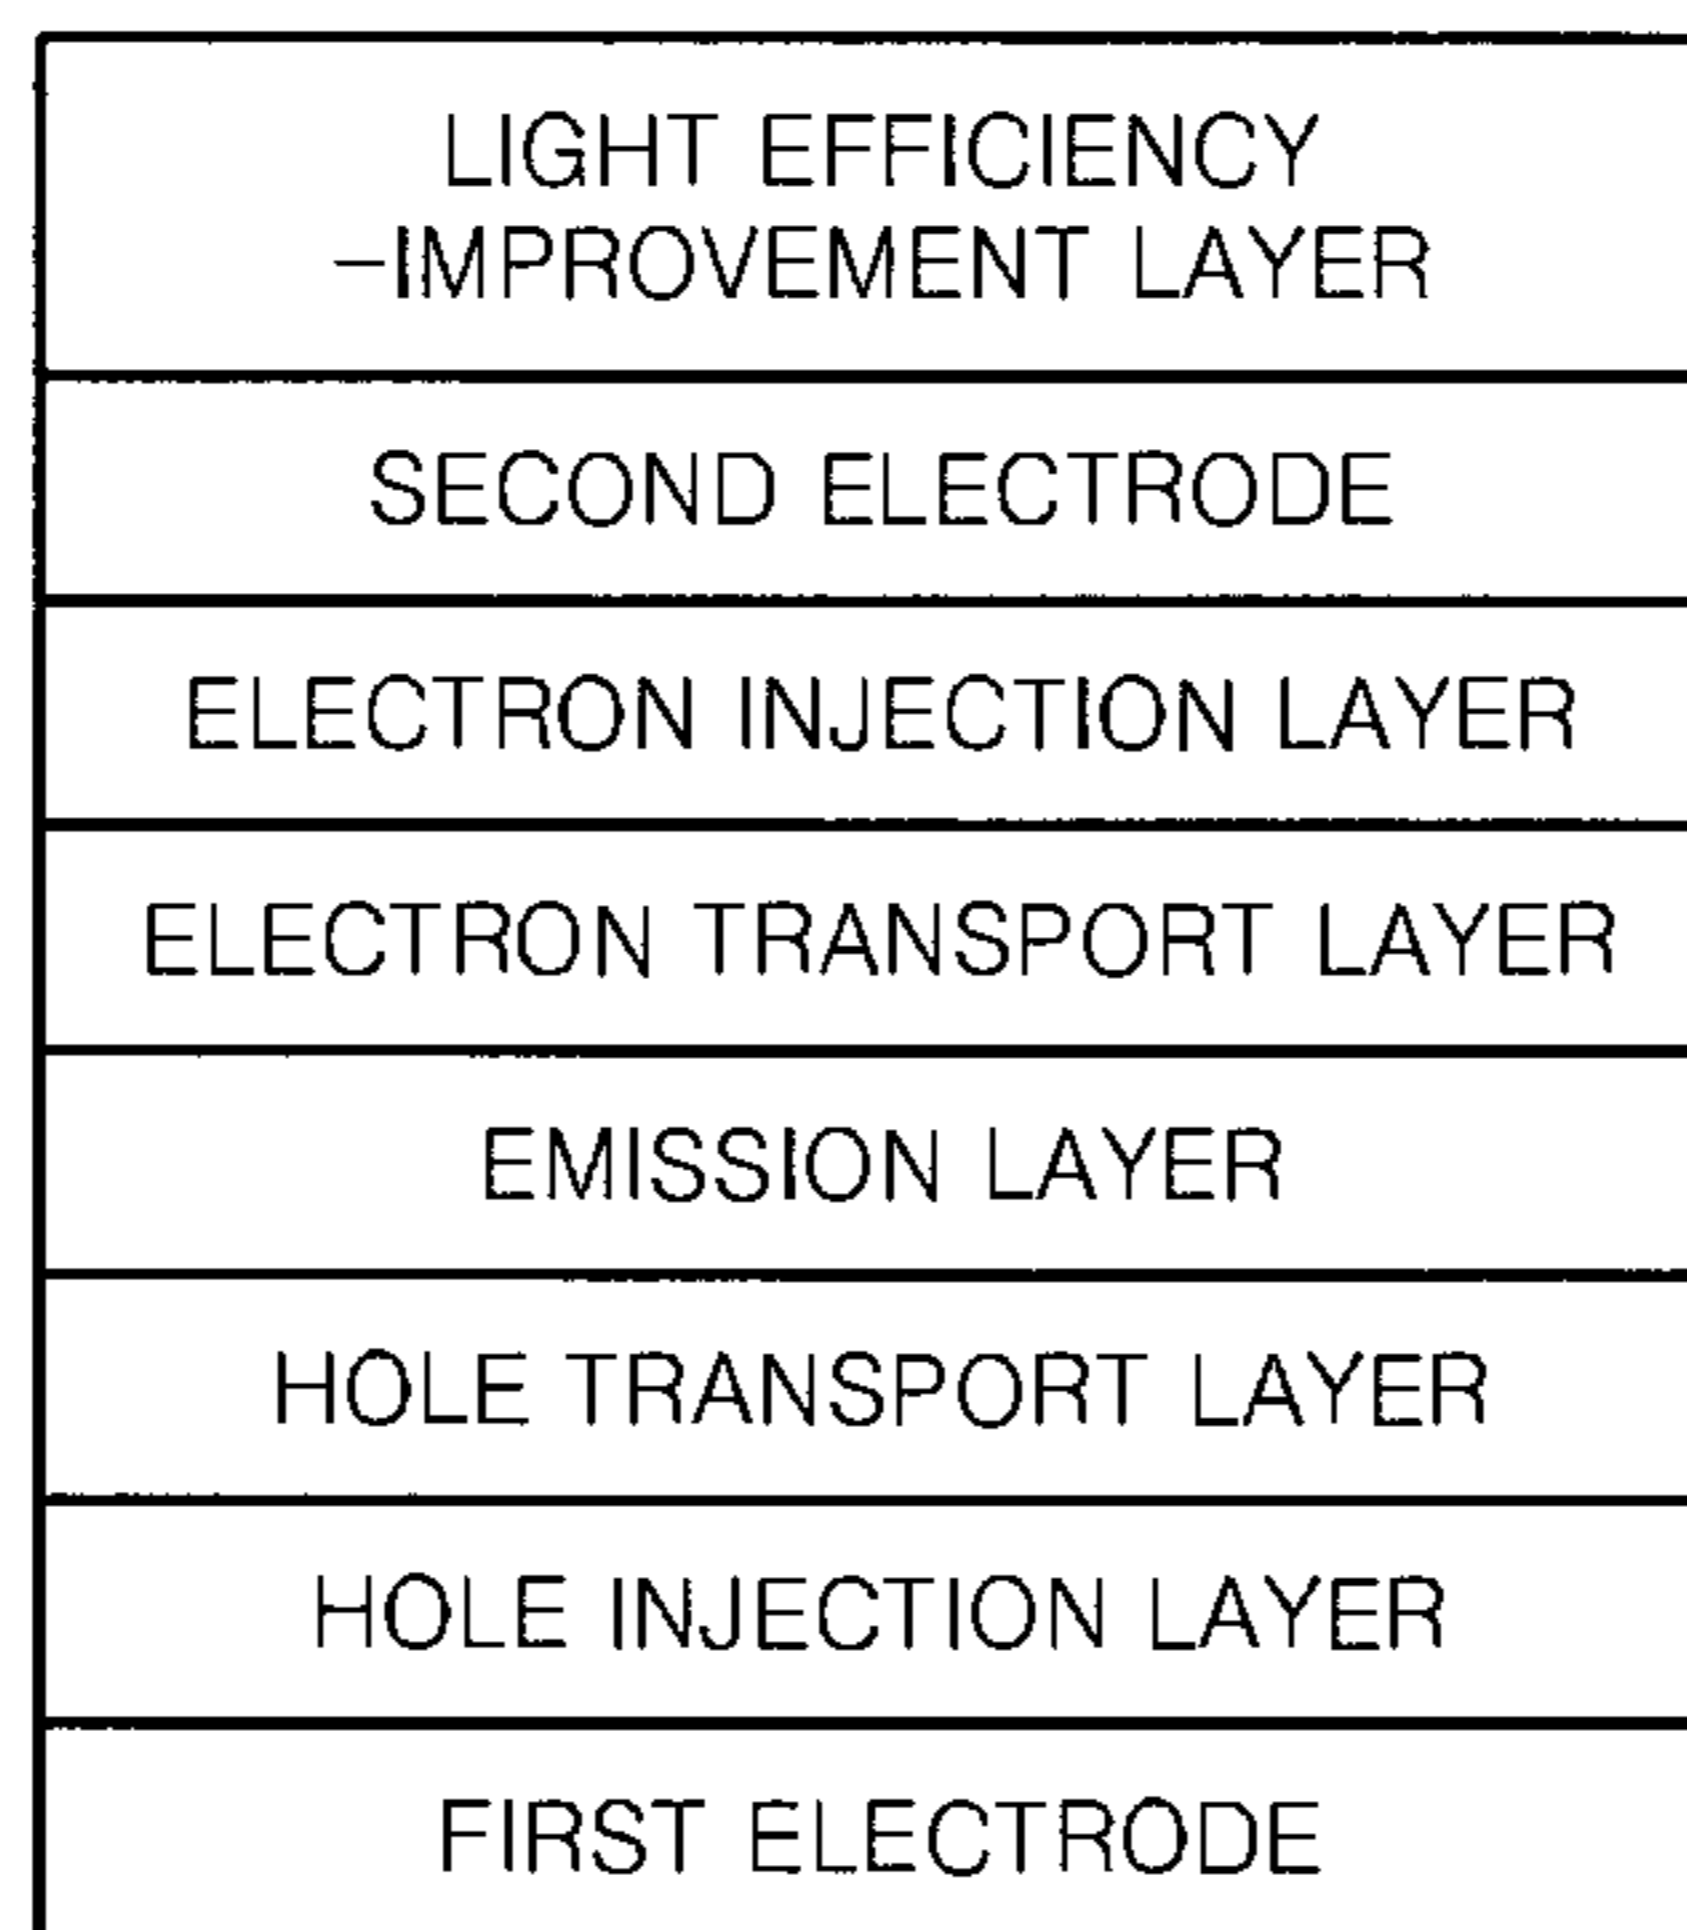 LIGHT EFFICIENCY
-IMPROVEMENT LAYER
SECOND ELECTRODE
ELECTRON INJECTION LAYER
ELECTRON TRANSPORT LAYER
EMISSION LAYER
HOLE TRANSPORT LAYER
HOLE INJECTION LAYER
FIRST ELECTRODE